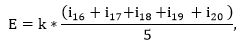 E = k * (i₁₆ + i₁₇+i₁₈+i₁₉ + i₂₀ ) / 5 ,